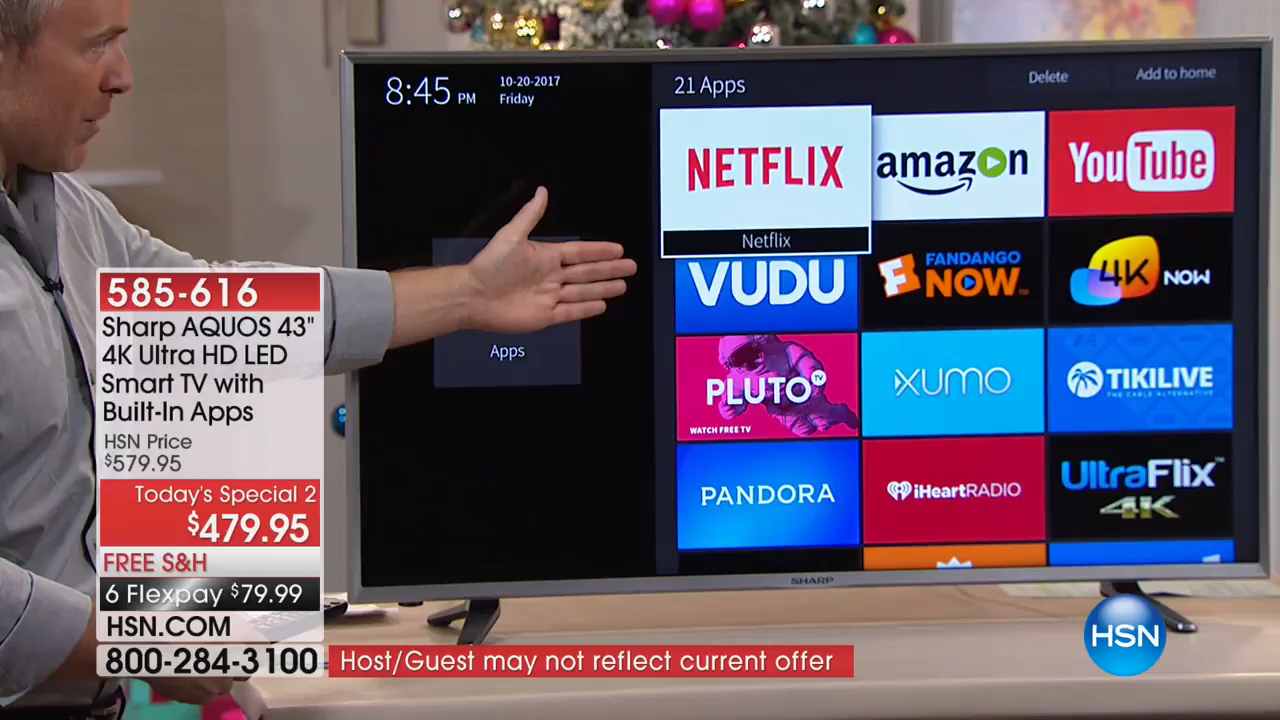 8:45 PM
10-20-2017
Friday
21 Apps
Delete
Add to home
NETFLIX
Netflix
amazon
YouTube
VUDU
FANDANGO
NOW
4K NOW
Apps
PLUTO TV
WATCH FREE TV
XUMO
TIKILIVE
THE CABLE ALTERNATIVE
PANDORA
iHeartRADIO
ULTRAFLIX
4K
SHARP
585-616
Sharp AQUOS 43"
4K Ultra HD LED
Smart TV with
Built-In Apps
HSN Price
$579.95
Today's Special 2
$479.95
FREE S&H
6 Flexpay $79.99
HSN.COM
800-284-3100
Host/Guest may not reflect current offer
HSN